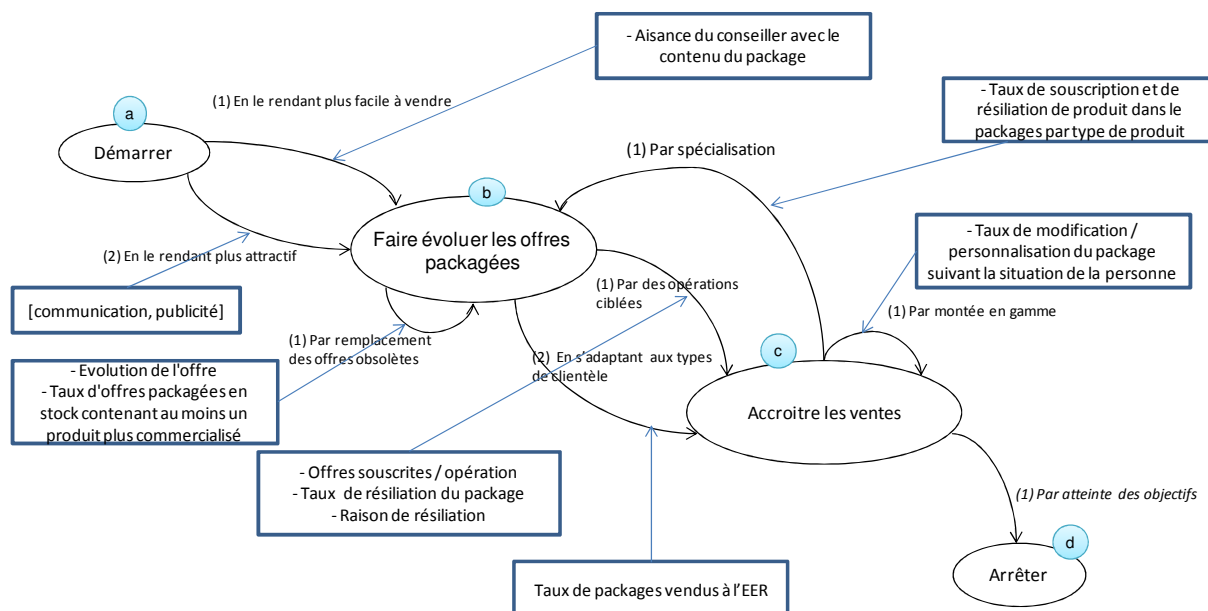 - Aisance du conseiller avec le
contenu du package
(1) En le rendant plus facile à vendre
- Taux de souscription et de
résiliation de produit dans le
packages par type de produit
a
Démarrer
(1) Par spécialisation
b
Faire évoluer les offres
packagées
- Taux de modification /
personnalisation du package
suivant la situation de la personne
(2) En le rendant plus attractif
(1) Par des opérations
ciblées
[communication, publicité]
(1) Par montée en gamme
(1) Par remplacement
des offres obsolètes
(2) En s'adaptant aux types
de clientèle
c
- Evolution de l'offre
- Taux d'offres packagées en
stock contenant au moins un
produit plus commercialisé
Accroitre les ventes
- Offres souscrites / opération
- Taux de résiliation du package
- Raison de résiliation
(1) Par atteinte des objectifs
d
Arrêter
Taux de packages vendus à l'EER